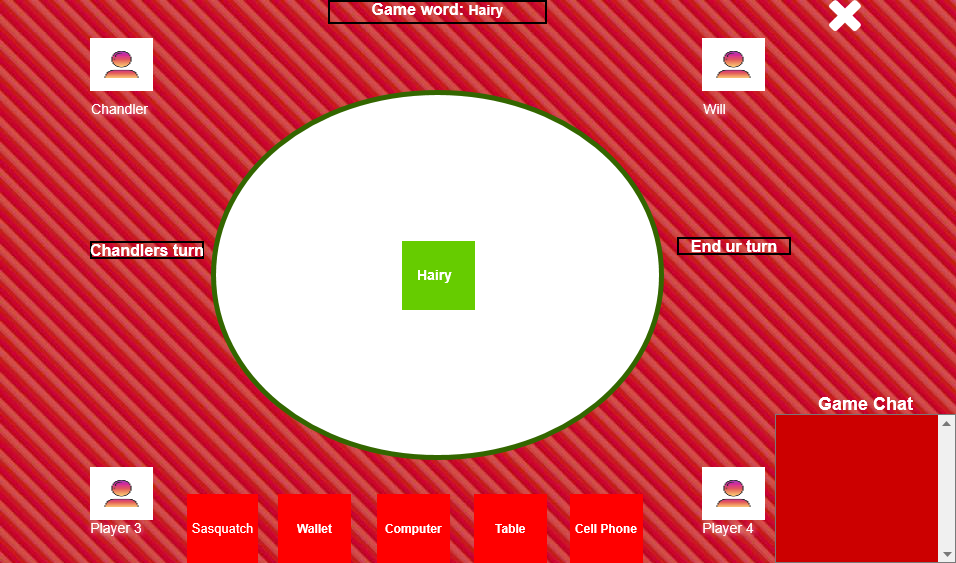 Game word: Hairy
Chandler
Will
Chandlers turn
End ur turn
Hairy
Game Chat
Player 3
Player 4
Sasquatch
Wallet
Computer
Table
Cell Phone